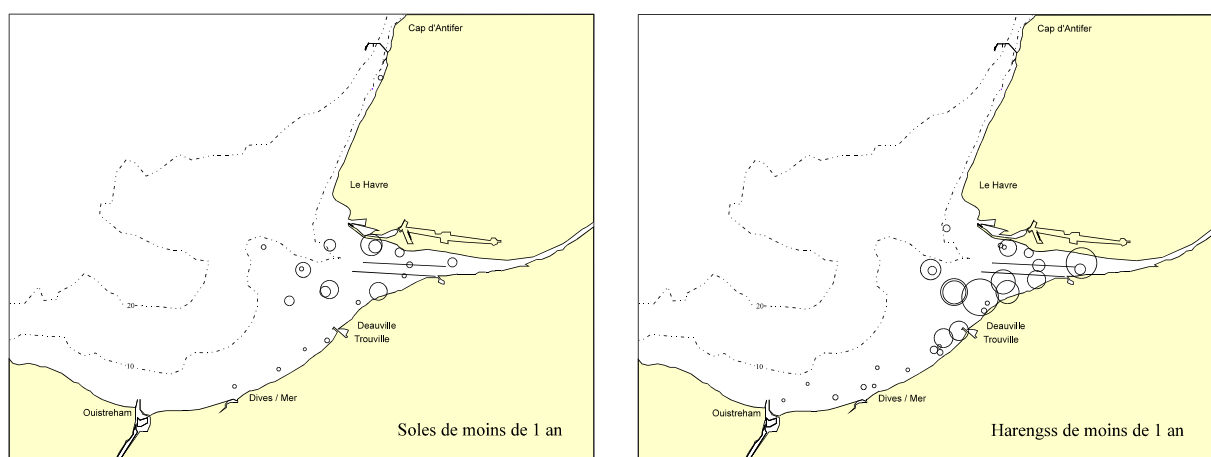 Cap d'Antifer
Le Havre
20
Deauville
Trouville
10
Dives / Mer
Ouistreham
Soles de moins de 1 an
Cap d'Antifer
Le Havre
20
Deauville
Trouville
10
Dives / Mer
Ouistreham
Harengss de moins de 1 an